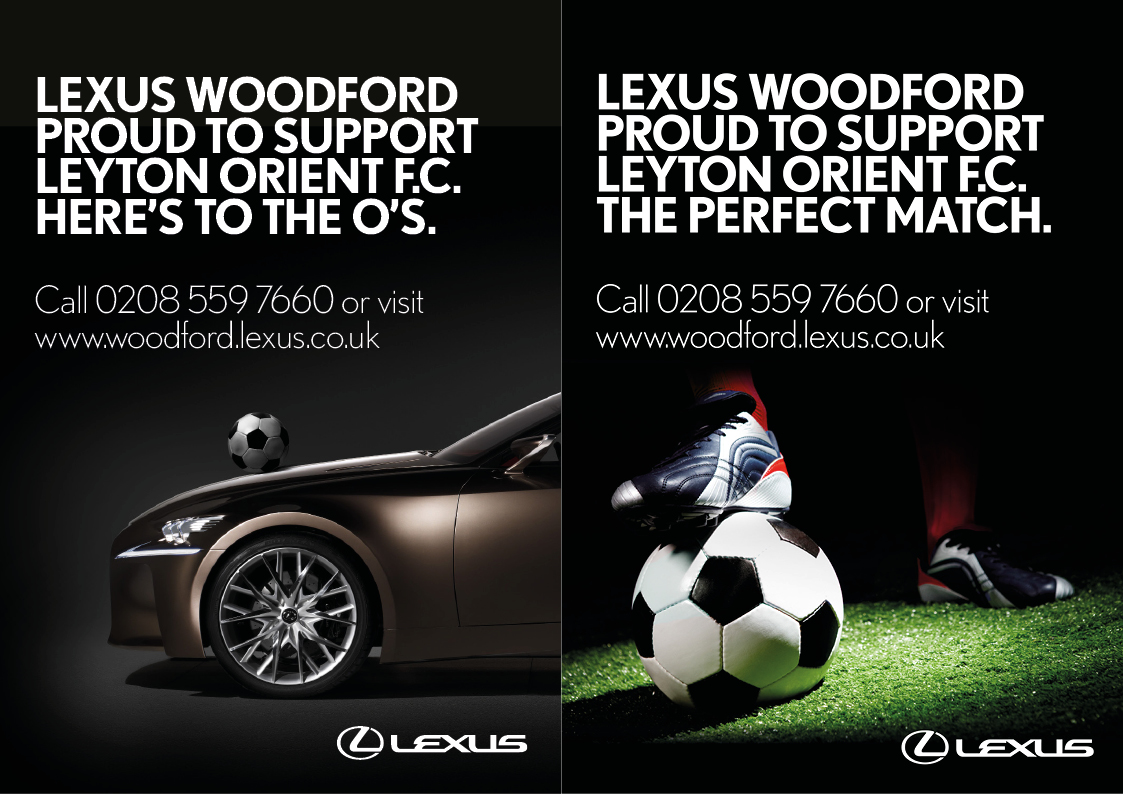 LEXUS WOODFORD
PROUD TO SUPPORT
LEYTON ORIENT F.C.
HERE'S TO THE O'S.
Call 0208 559 7660 or visit
www.woodford.lexus.co.uk
LEXUS
LEXUS WOODFORD
PROUD TO SUPPORT
LEYTON ORIENT F.C.
THE PERFECT MATCH.
Call 0208 559 7660 or visit
www.woodford.lexus.co.uk
LEXUS